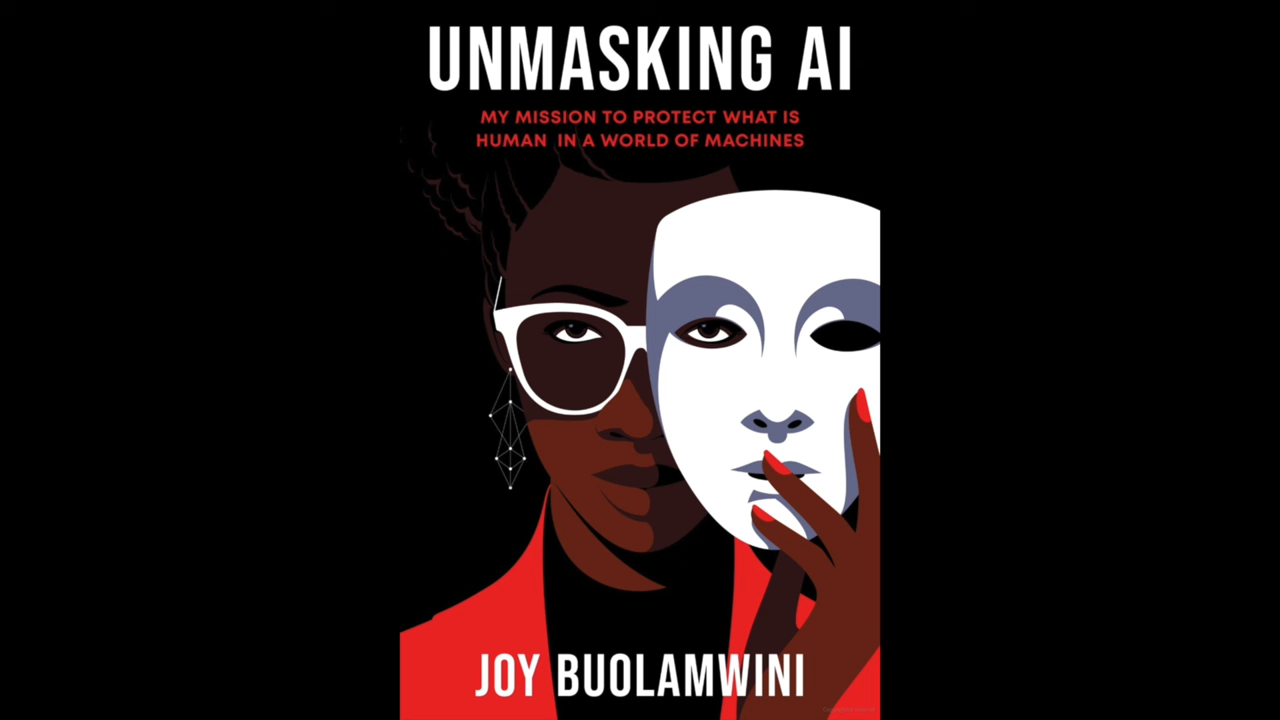 UNMASKING AI
MY MISSION TO PROTECT WHAT IS
HUMAN IN A WORLD OF MACHINES
JOY BUOLAMWINI